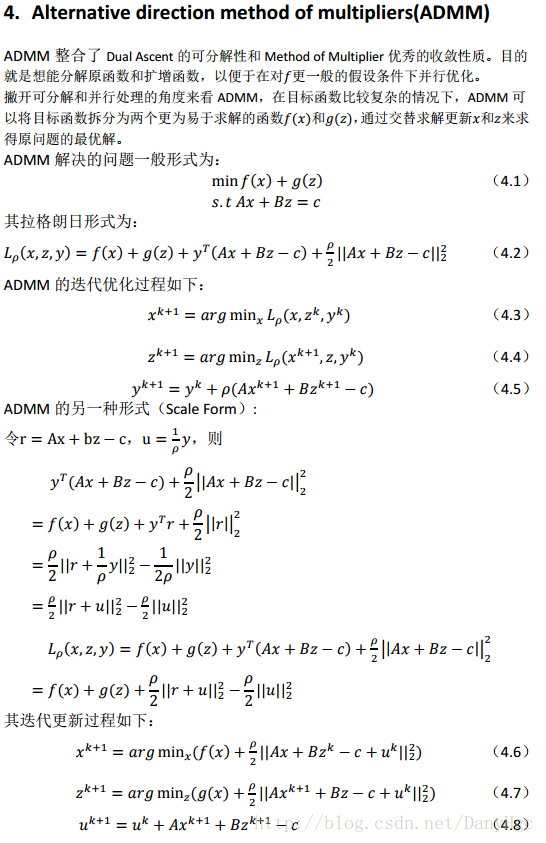 4. Alternative direction method of multipliers(ADMM)
ADMM 整合了 Dual Ascent 的可分解性和 Method of Multiplier 优秀的收敛性质。目的
就是想能分解原函数和扩增函数，以便于在对f更一般的假设条件下并行优化。
撇开可分解和并行处理的角度来看 ADMM，在目标函数比较复杂的情况下，ADMM 可
以将目标函数拆分为两个更为易于求解的函数f(x)和g(z)，通过交替求解更新x和z来求
得原问题的最优解。
ADMM 解决的问题一般形式为：
min f(x) + g(z) （4.1）
s.t Ax + Bz = c
其拉格朗日形式为：
L_ρ(x, z, y) = f(x) + g(z) + y^T(Ax + Bz − c) + ρ/2 ||Ax + Bz − c||_2^2 （4.2）
ADMM 的迭代优化过程如下：
x^{k+1} = arg min_x L_ρ(x, z^k, y^k) （4.3）
z^{k+1} = arg min_z L_ρ(x^{k+1}, z, y^k) （4.4）
y^{k+1} = y^k + ρ(Ax^{k+1} + Bz^{k+1} − c) （4.5）
ADMM 的另一种形式（Scale Form）：
令r = Ax + bz − c，u = 1/ρ y，则
y^T(Ax + Bz − c) + ρ/2 ||Ax + Bz − c||_2^2
= f(x) + g(z) + y^T r + ρ/2 ||r||_2^2
= ρ/2 ||r + 1/ρ y||_2^2 − 1/2ρ ||y||_2^2
= ρ/2 ||r + u||_2^2 − ρ/2 ||u||_2^2
L_ρ(x, z, y) = f(x) + g(z) + y^T(Ax + Bz − c) + ρ/2 ||Ax + Bz − c||_2^2
= f(x) + g(z) + ρ/2 ||r + u||_2^2 − ρ/2 ||u||_2^2
其迭代更新过程如下：
x^{k+1} = arg min_x(f(x) + ρ/2 ||Ax + Bz^k − c + u^k||_2^2) （4.6）
z^{k+1} = arg min_z(g(x) + ρ/2 ||Ax^{k+1} + Bz − c + u^k||_2^2) （4.7）
u^{k+1} = u^k + Ax^{k+1} + Bz^{k+1} − c （4.8）